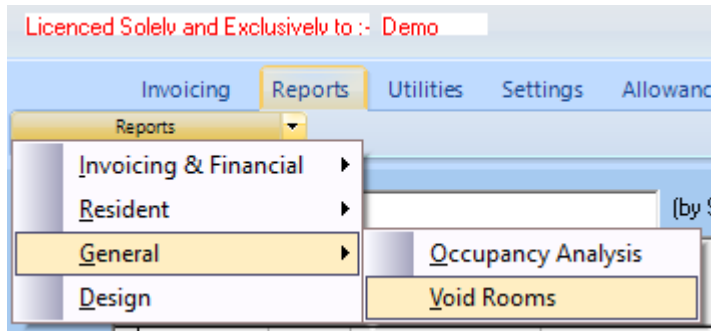 Licenced Solely and Exclusively to :- Demo
Invoicing Reports Utilities Settings Allowanc
Reports
Invoicing & Financial
Resident (by S
General Occupancy Analysis
Design Void Rooms